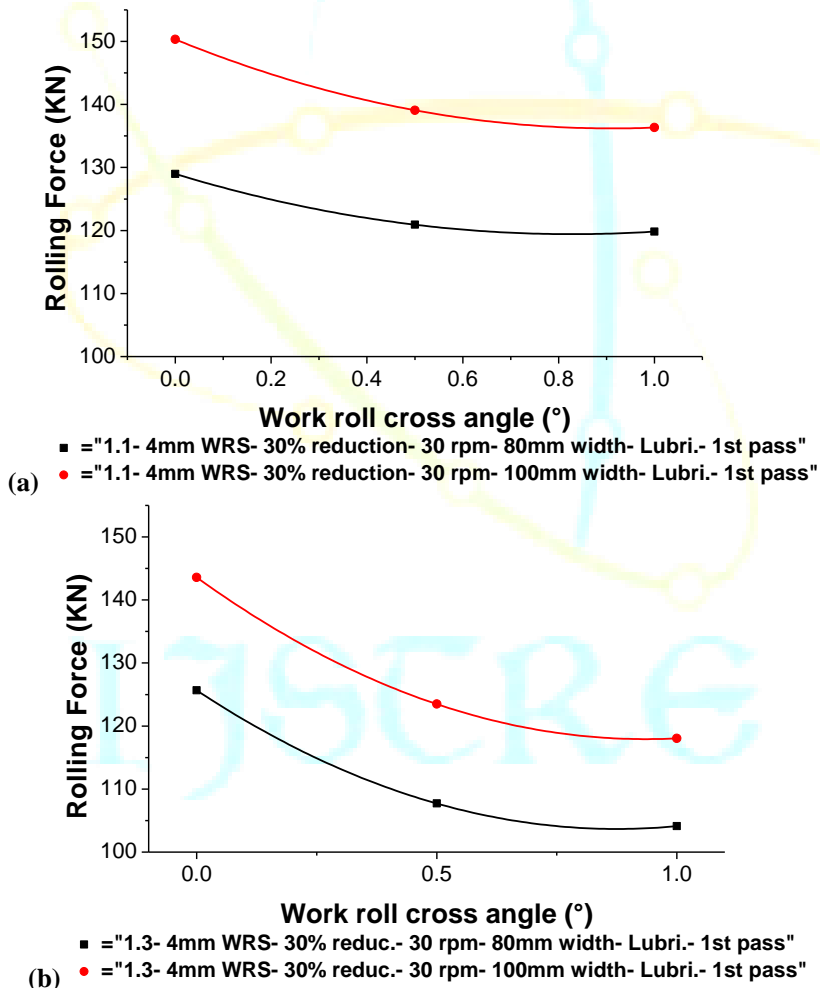 150
140
130
120
110
100
Rolling Force (KN)
0.0 0.2 0.4 0.6 0.8 1.0
Work roll cross angle (°)
="1.1- 4mm WRS- 30% reduction- 30 rpm- 80mm width- Lubri.- 1st pass"
(a) ="1.1- 4mm WRS- 30% reduction- 30 rpm- 100mm width- Lubri.- 1st pass"
150
140
130
120
110
100
Rolling Force (KN)
IJSCRE
0.0 0.5 1.0
Work roll cross angle (°)
="1.3- 4mm WRS- 30% reduc.- 30 rpm- 80mm width- Lubri.- 1st pass"
(b) ="1.3- 4mm WRS- 30% reduc.- 30 rpm- 100mm width- Lubri.- 1st pass"